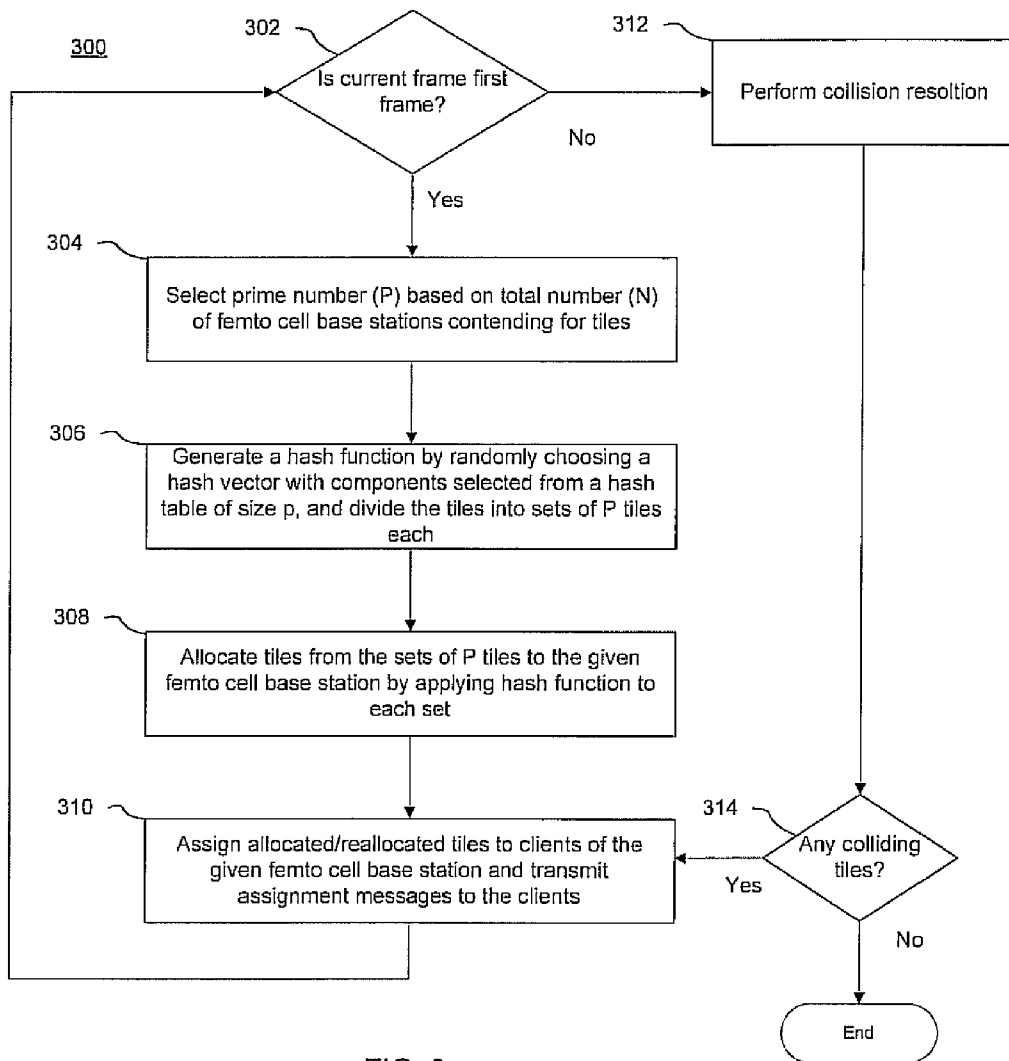 300
302
Is current frame first
frame?
No
Yes
312
Perform collision resoltion
304
Select prime number (P) based on total number (N)
of femto cell base stations contending for tiles
306
Generate a hash function by randomly choosing a
hash vector with components selected from a hash
table of size p, and divide the tiles into sets of P tiles
each
308
Allocate tiles from the sets of P tiles to the given
femto cell base station by applying hash function to
each set
310
Assign allocated/reallocated tiles to clients of the
given femto cell base station and transmit
assignment messages to the clients
314
Any colliding
tiles?
Yes
No
End